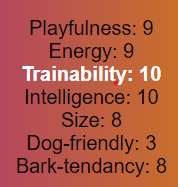 Playfulness: 9
Energy: 9
Trainability: 10
Intelligence: 10
Size: 8
Dog-friendly: 3
Bark-tendancy: 8